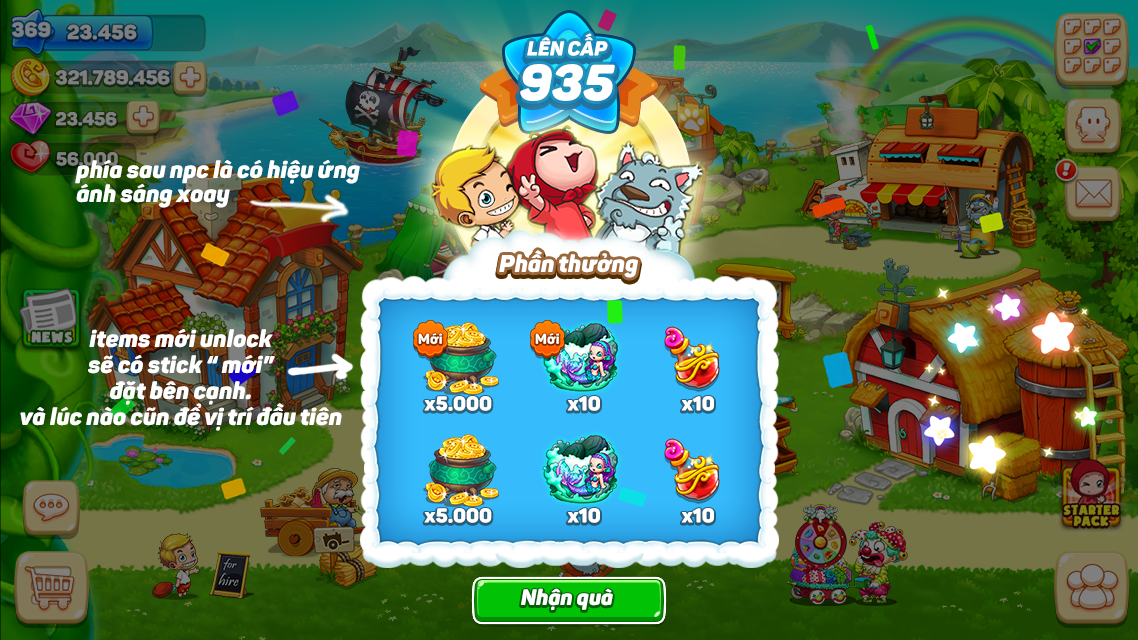 369
23.456
321.789.456
23.456
56.000
LÊN CẤP
935
phía sau npc là có hiệu ứng
ánh sáng xoay
Phần thưởng
NEWS
items mới unlock
sẽ có stick “ mới”
đặt bên cạnh.
và lúc nào cũn để vị trí đầu tiên
Mới
Mới
x5.000
x10
x10
x5.000
x10
x10
for
hire
STARTER
PACK
Nhận quà